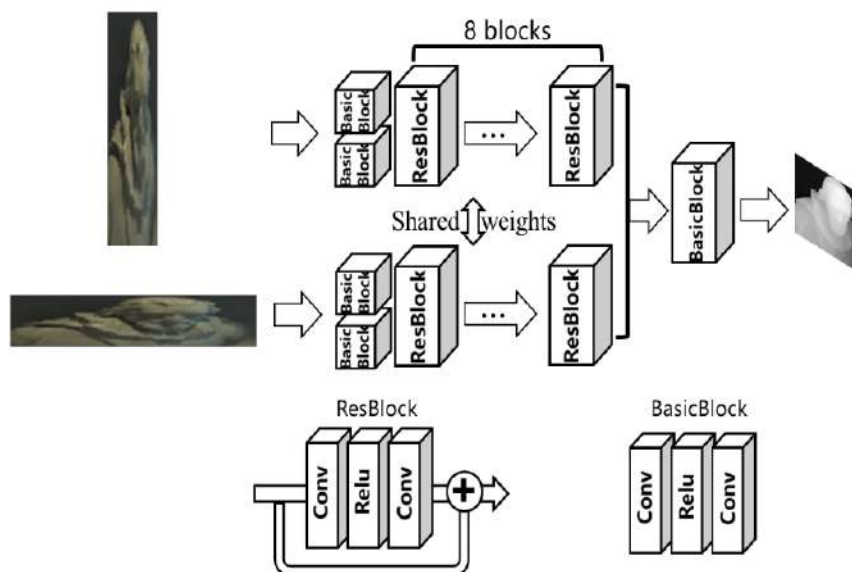 8 blocks
Basic
Block
Basic
Block
ResBlock
...
ResBlock
BasicBlock
Shared weights
Basic
Block
Basic
Block
ResBlock
...
ResBlock
ResBlock
Conv
Relu
Conv
+
BasicBlock
Conv
Relu
Conv